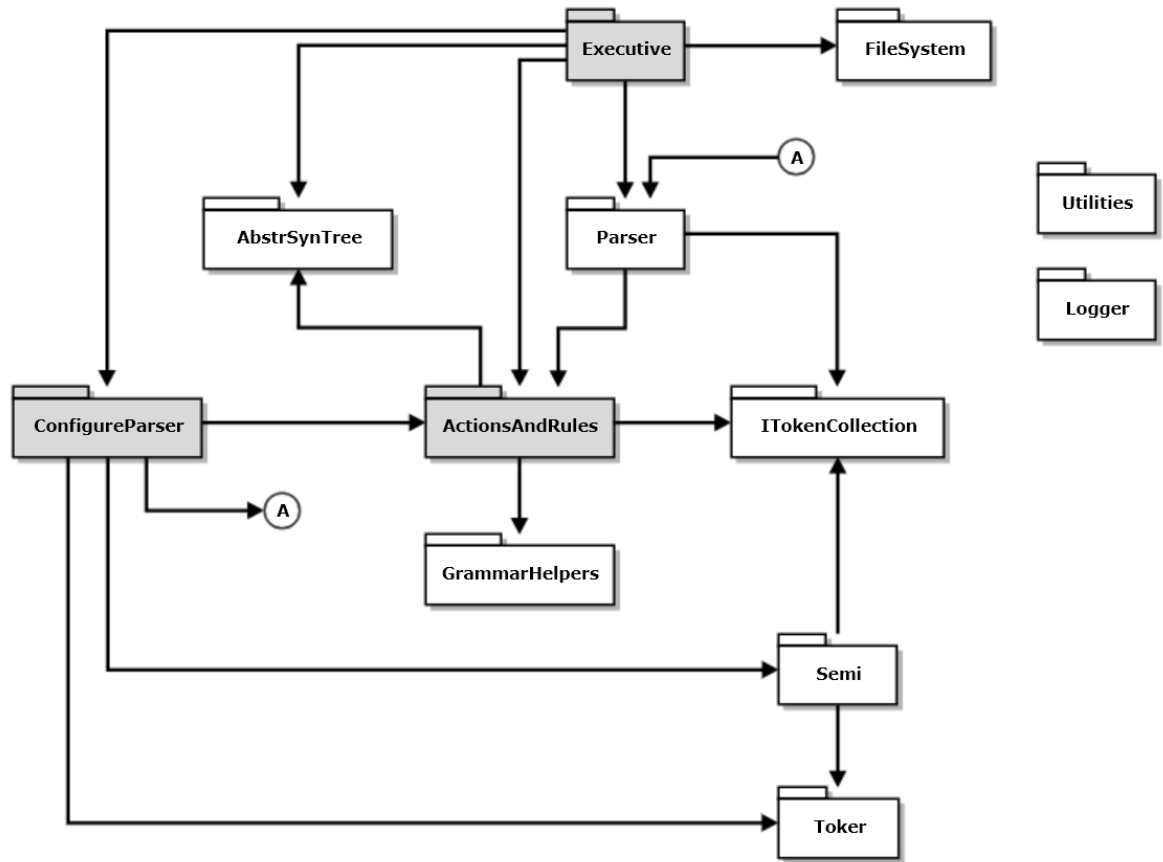 Executive
FileSystem
A
Utilities
AbstrSynTree
Parser
Logger
ConfigureParser
ActionsAndRules
ITokenCollection
A
GrammarHelpers
Semi
Toker